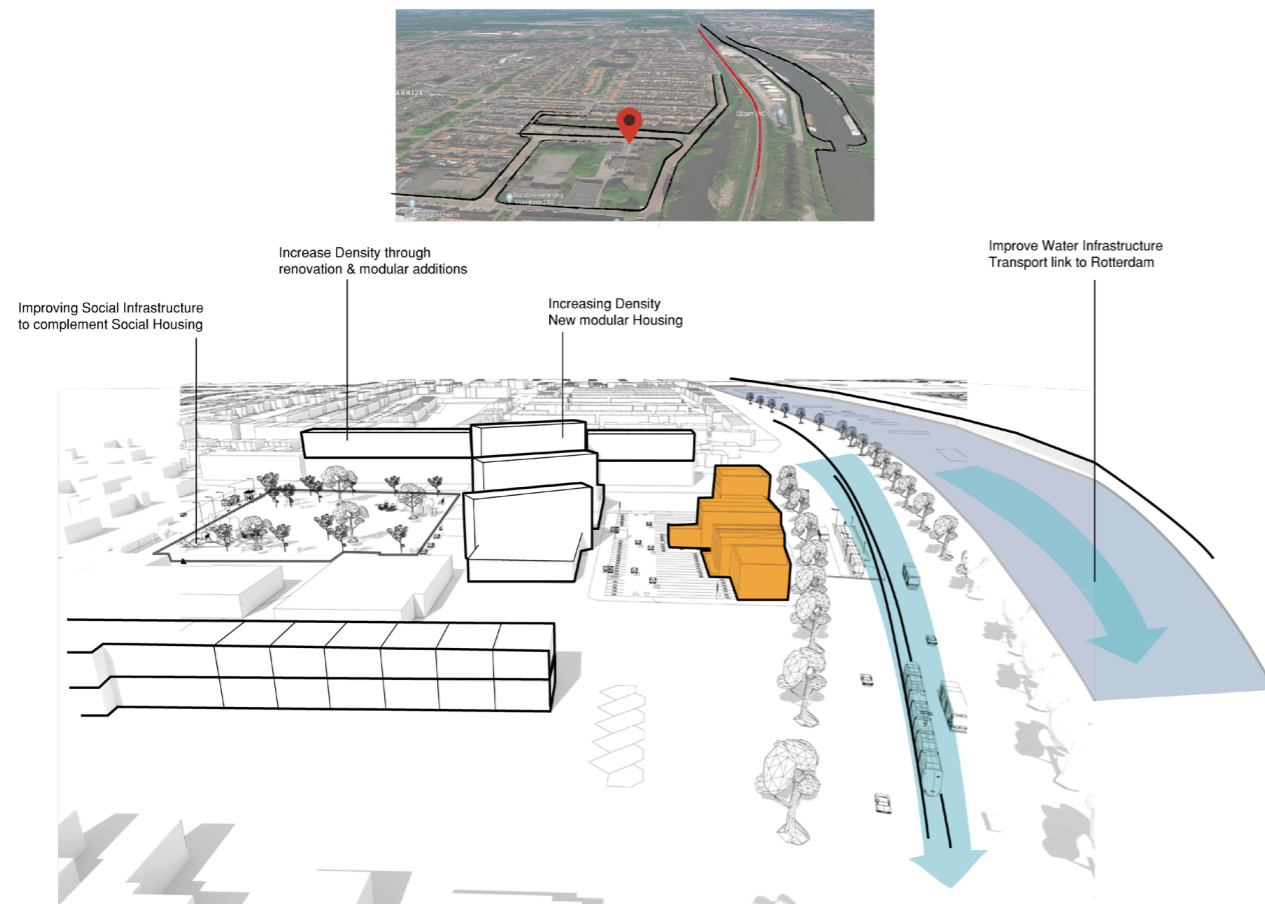 ARWIJK
Increase Density through
renovation & modular additions
Improve Water Infrastructure
Transport link to Rotterdam
Improving Social Infrastructure
to complement Social Housing
Increasing Density
New modular Housing